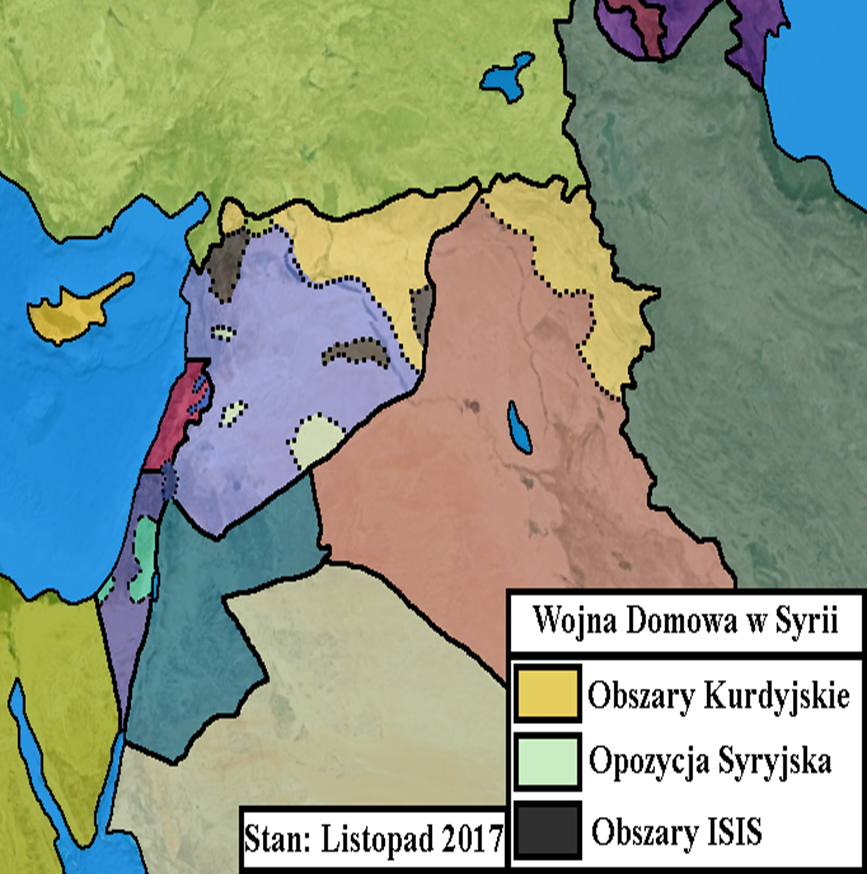 Wojna Domowa w Syrii
Obszary Kurdyjskie
Opozycja Syryjska
Obszary ISIS
Stan: Listopad 2017